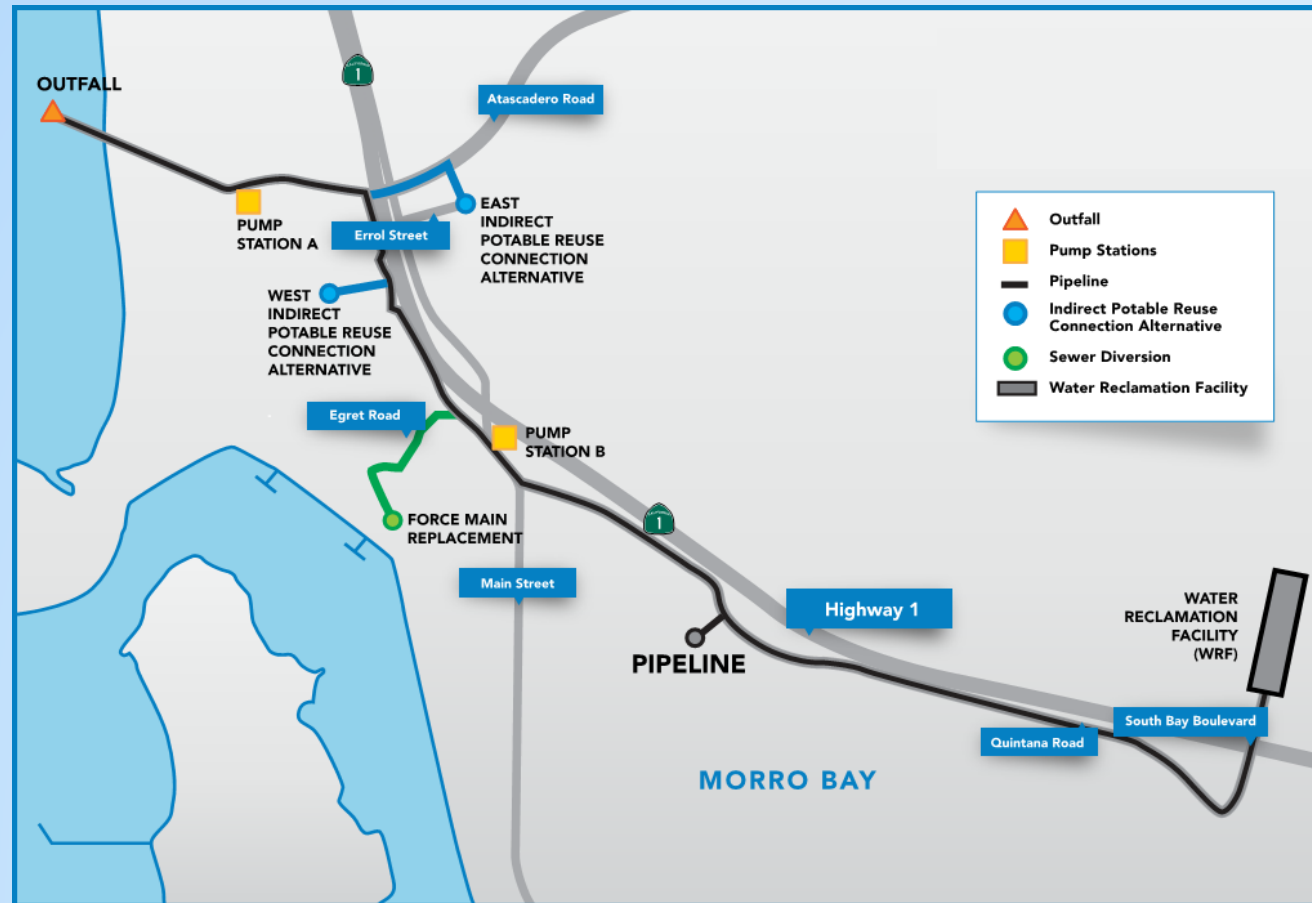 OUTFALL
1
Atascadero Road
EAST
INDIRECT
POTABLE REUSE
CONNECTION
ALTERNATIVE
PUMP
STATION A
Errol Street
WEST
INDIRECT
POTABLE REUSE
CONNECTION
ALTERNATIVE
Outfall
Pump Stations
Pipeline
Indirect Potable Reuse
Connection Alternative
Sewer Diversion
Water Reclamation Facility
Egret Road
PUMP
STATION B
FORCE MAIN
REPLACEMENT
1
Main Street
Highway 1
PIPELINE
WATER
RECLAMATION
FACILITY
(WRF)
South Bay Boulevard
Quintana Road
MORRO BAY